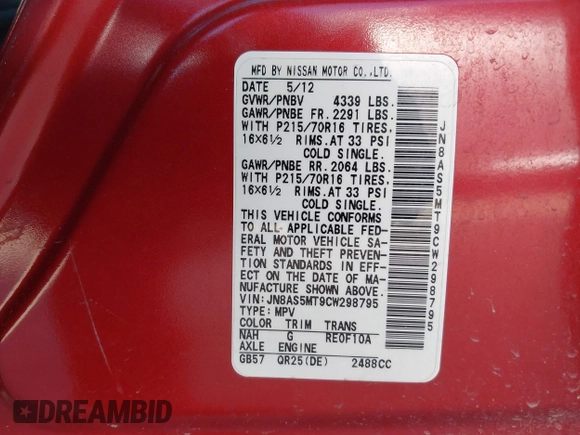 MFD BY NISSAN MOTOR CO.,LTD.
DATE 5/12
GVWR/PNBV 4339 LBS.
GAWR/PNBE FR. 2291 LBS.
WITH P215/70R16 TIRES.
16X6½ RIMS.AT 33 PSI
COLD SINGLE.
GAWR/PNBE RR. 2064 LBS.
WITH P215/70R16 TIRES.
16X6½ RIMS.AT 33 PSI
COLD SINGLE.
THIS VEHICLE CONFORMS
TO ALL APPLICABLE FED-
ERAL MOTOR VEHICLE SA-
FETY AND THEFT PREVEN-
TION STANDARDS IN EFF-
ECT ON THE DATE OF MA-
NUFACTURE SHOWN ABOVE.
VIN: JN8AS5MT9CW298795
TYPE: MPV
COLOR TRIM TRANS
NAH G RE0F10A
AXLE ENGINE
GB57 QR25(DE) 2488CC
JN8AS5MT9CW298795
DREAMBID